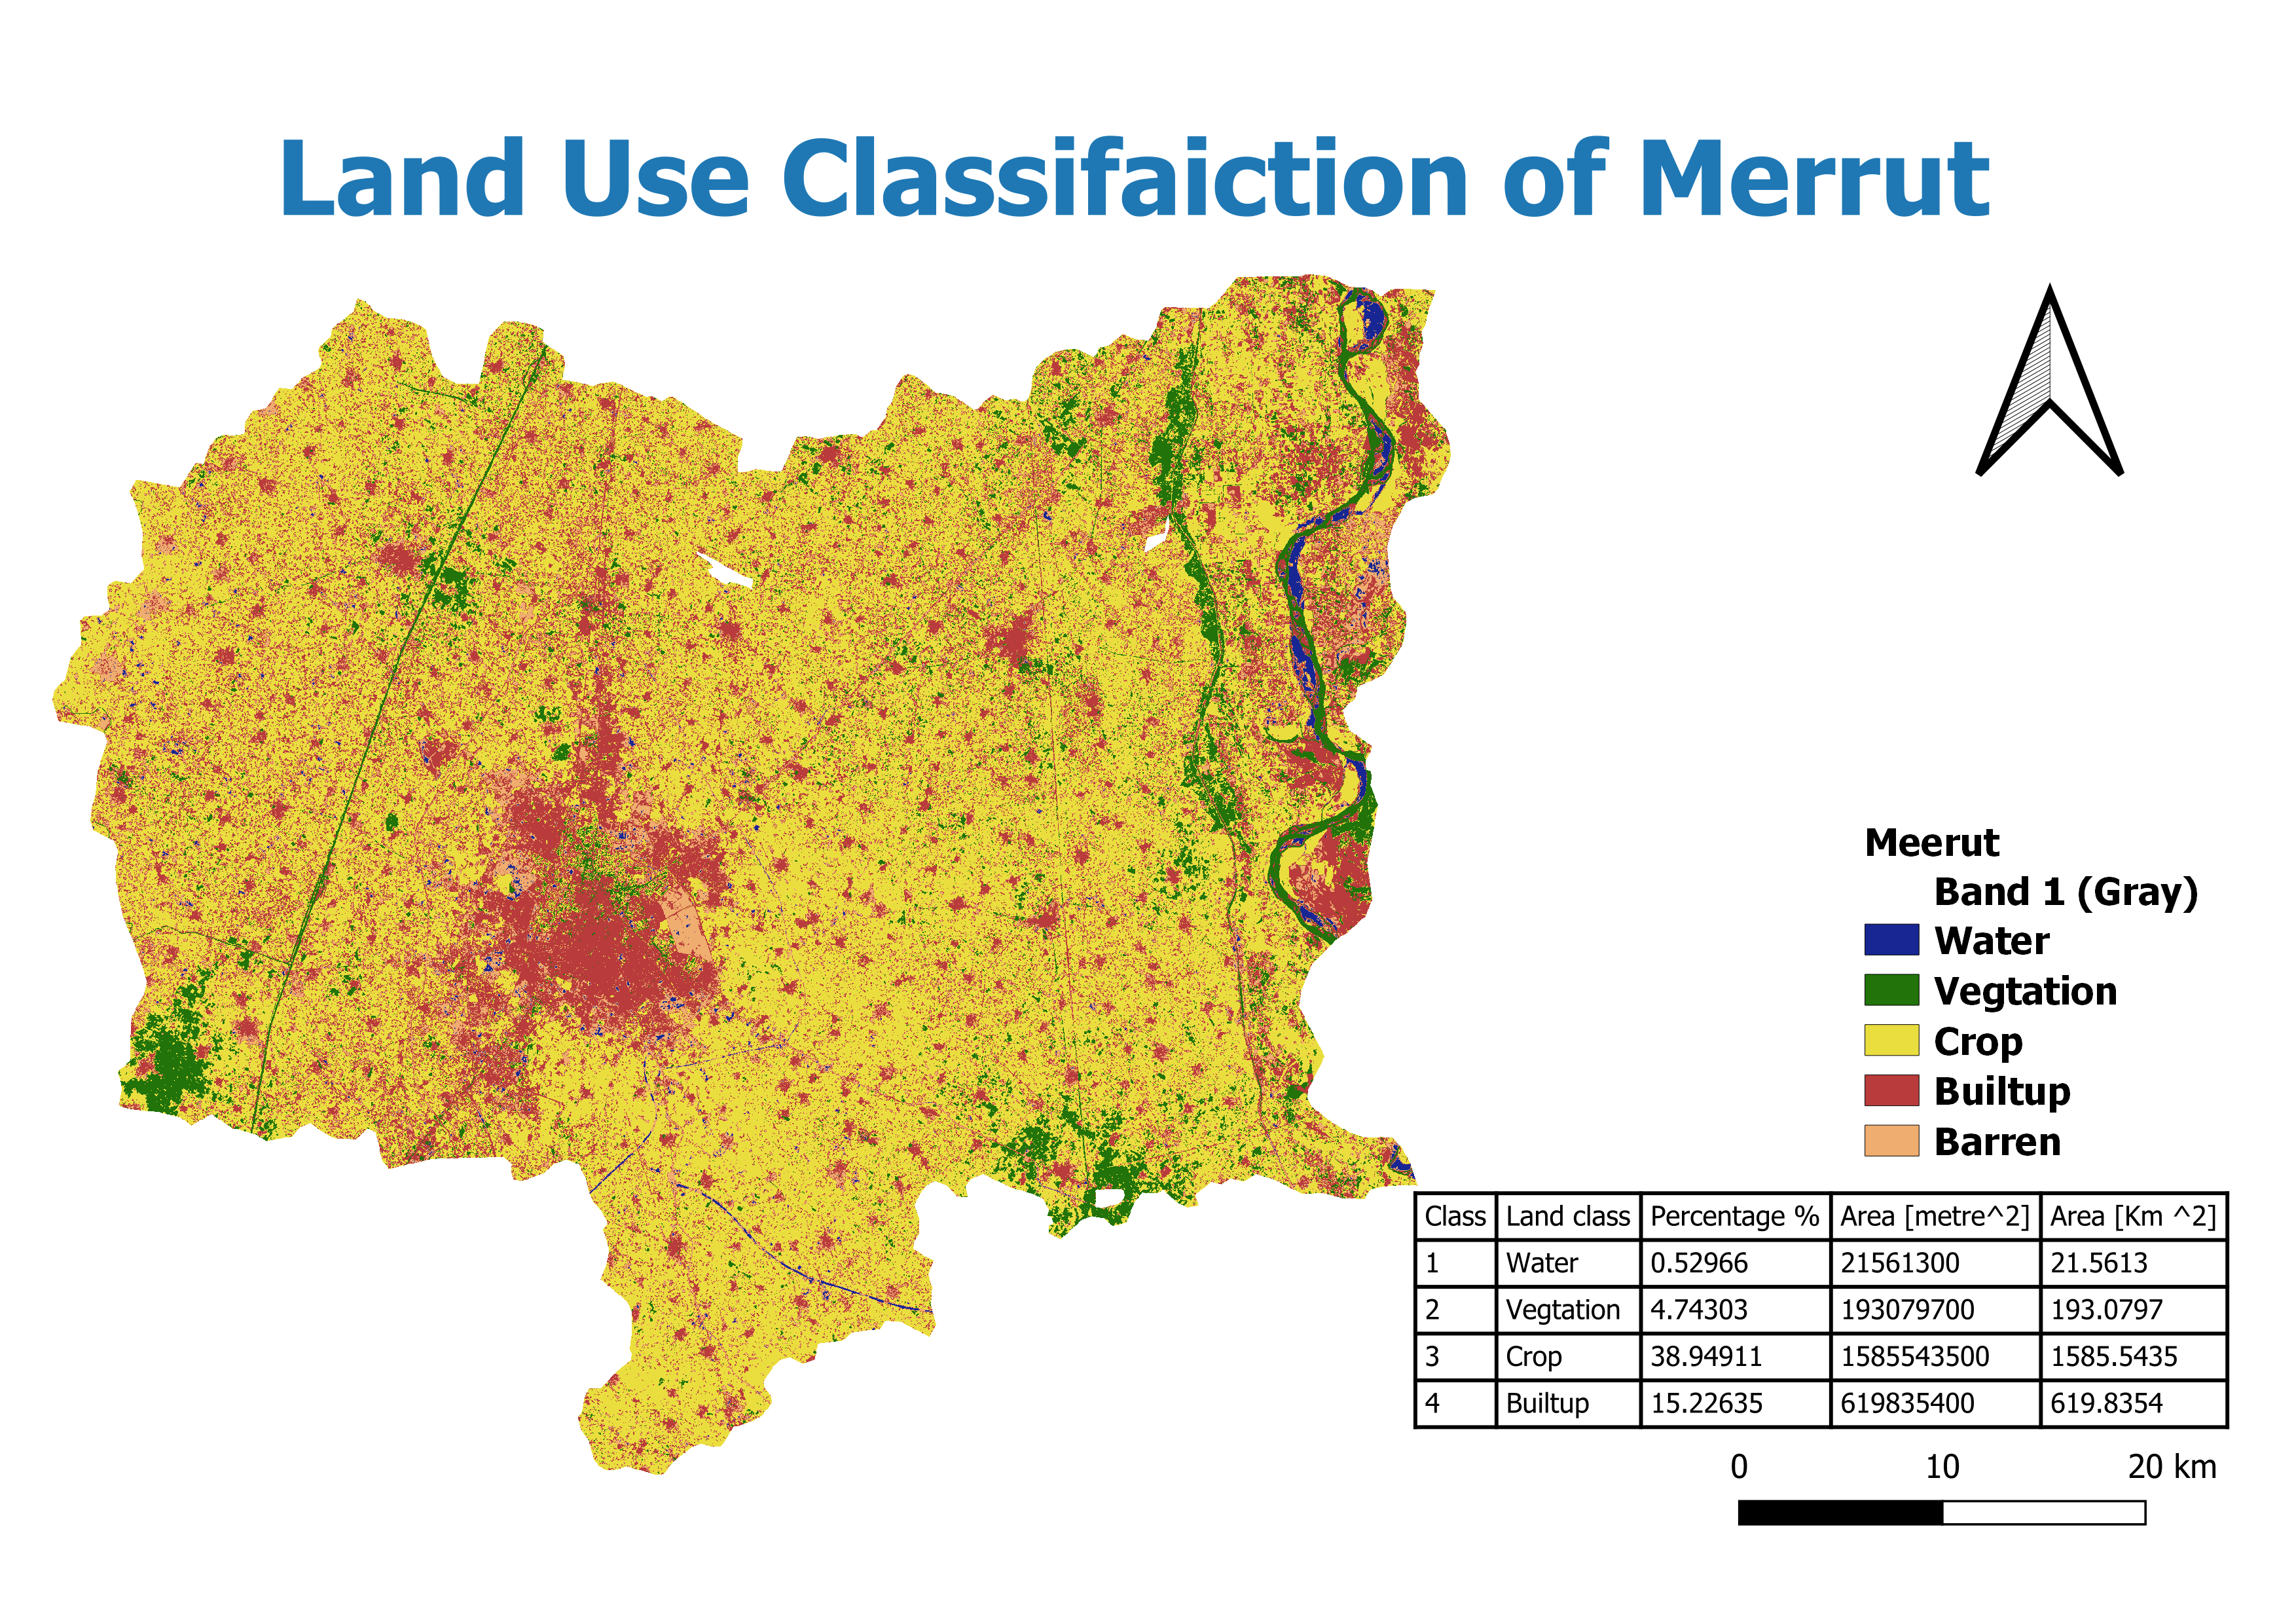 Land Use Classifaiction of Merrut
Meerut
Band 1 (Gray)
Water
Vegtation
Crop
Builtup
Barren
Class Land class Percentage % Area [metre^2] Area [Km ^2]
1 Water 0.52966 21561300 21.5613
2 Vegtation 4.74303 193079700 193.0797
3 Crop 38.94911 1585543500 1585.5435
4 Builtup 15.22635 619835400 619.8354
0 10 20 km